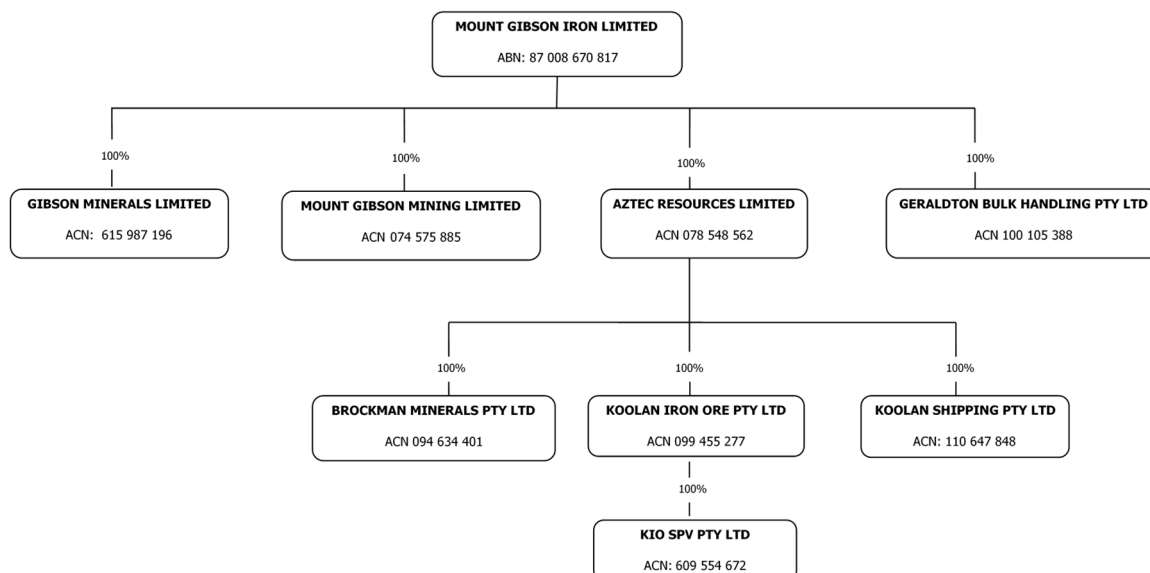 MOUNT GIBSON IRON LIMITED
ABN: 87 008 670 817
100%
100%
100%
100%
GIBSON MINERALS LIMITED
ACN: 615 987 196
MOUNT GIBSON MINING LIMITED
ACN 074 575 885
AZTEC RESOURCES LIMITED
ACN 078 548 562
GERALDTON BULK HANDLING PTY LTD
ACN 100 105 388
100%
100%
100%
BROCKMAN MINERALS PTY LTD
ACN 094 634 401
KOOLAN IRON ORE PTY LTD
ACN 099 455 277
KOOLAN SHIPPING PTY LTD
ACN: 110 647 848
100%
KIO SPV PTY LTD
ACN: 609 554 672